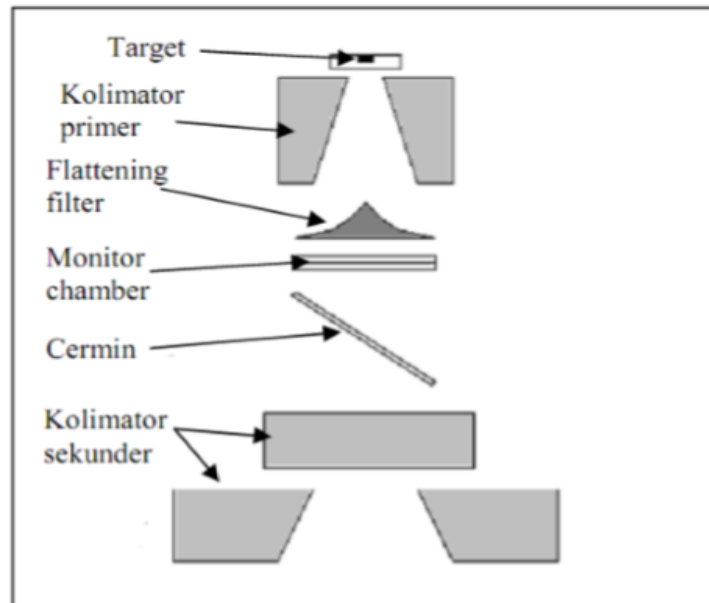 Target
Kolimator
primer
Flattening
filter
Monitor
chamber
Cermin
Kolimator
sekunder